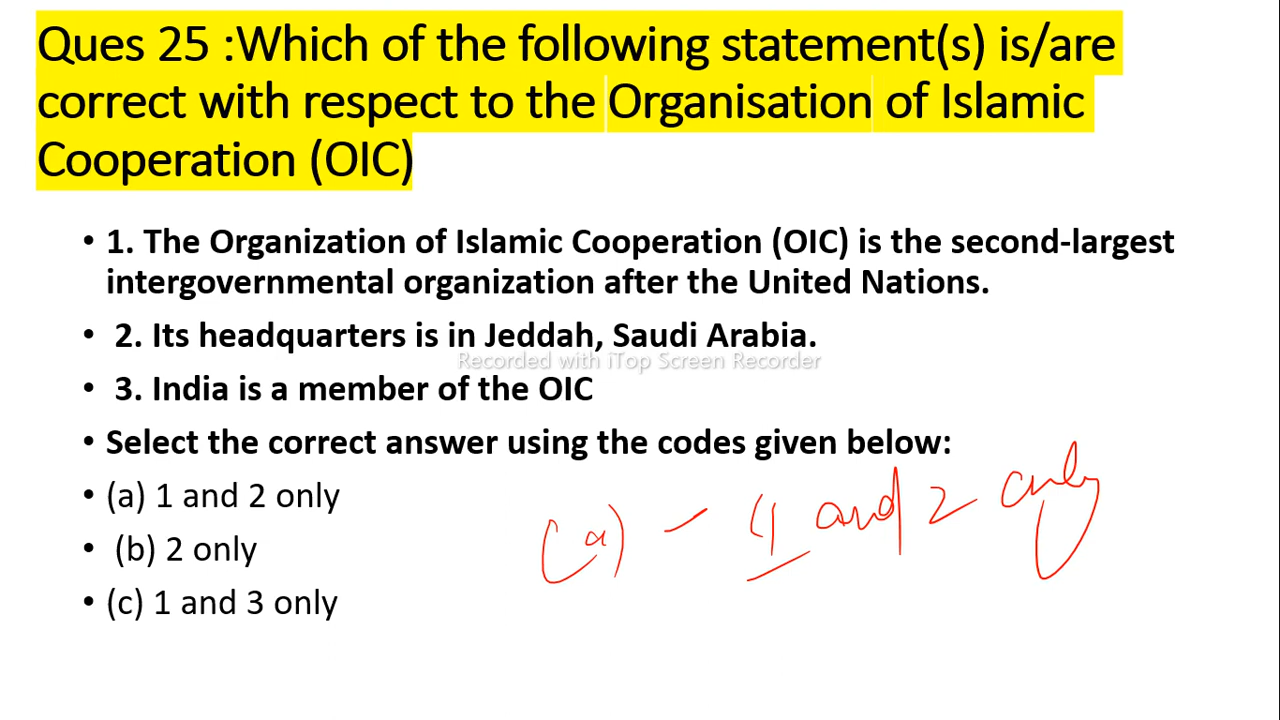 Ques 25 :Which of the following statement(s) is/are
correct with respect to the Organisation of Islamic
Cooperation (OIC)
• 1. The Organization of Islamic Cooperation (OIC) is the second-largest
intergovernmental organization after the United Nations.
• 2. Its headquarters is in Jeddah, Saudi Arabia.
Recorded with iTop Screen Recorder
• 3. India is a member of the OIC
• Select the correct answer using the codes given below:
• (a) 1 and 2 only
(a) - 1 and 2 only
• (b) 2 only
• (c) 1 and 3 only